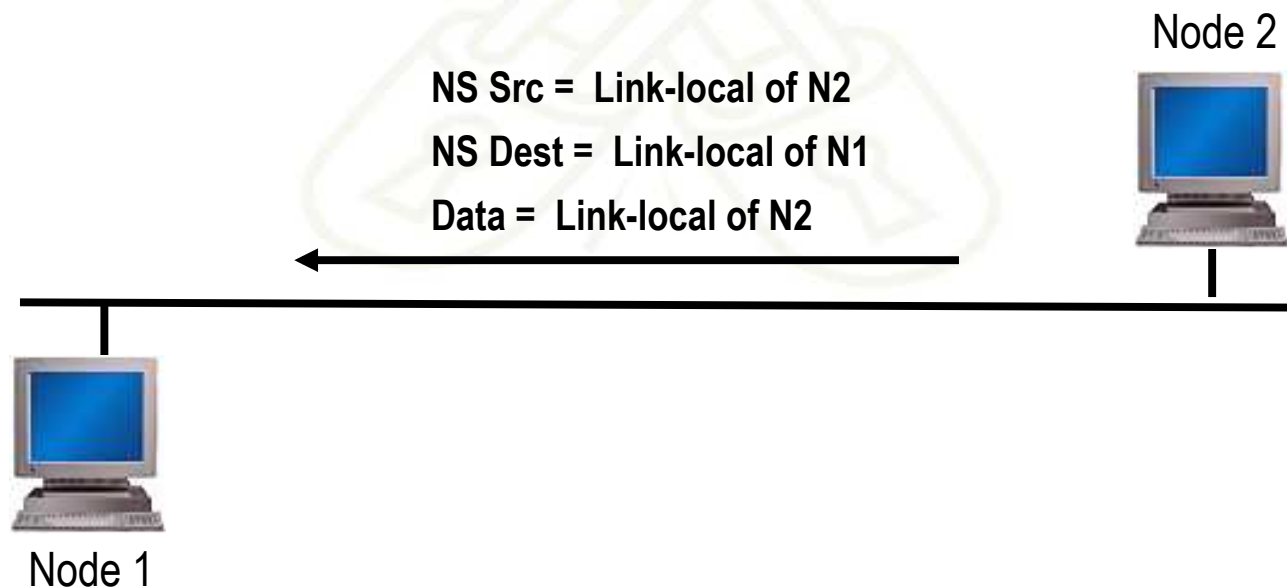 Node 2
NS Src = Link-local of N2
NS Dest = Link-local of N1
Data = Link-local of N2
Node 1